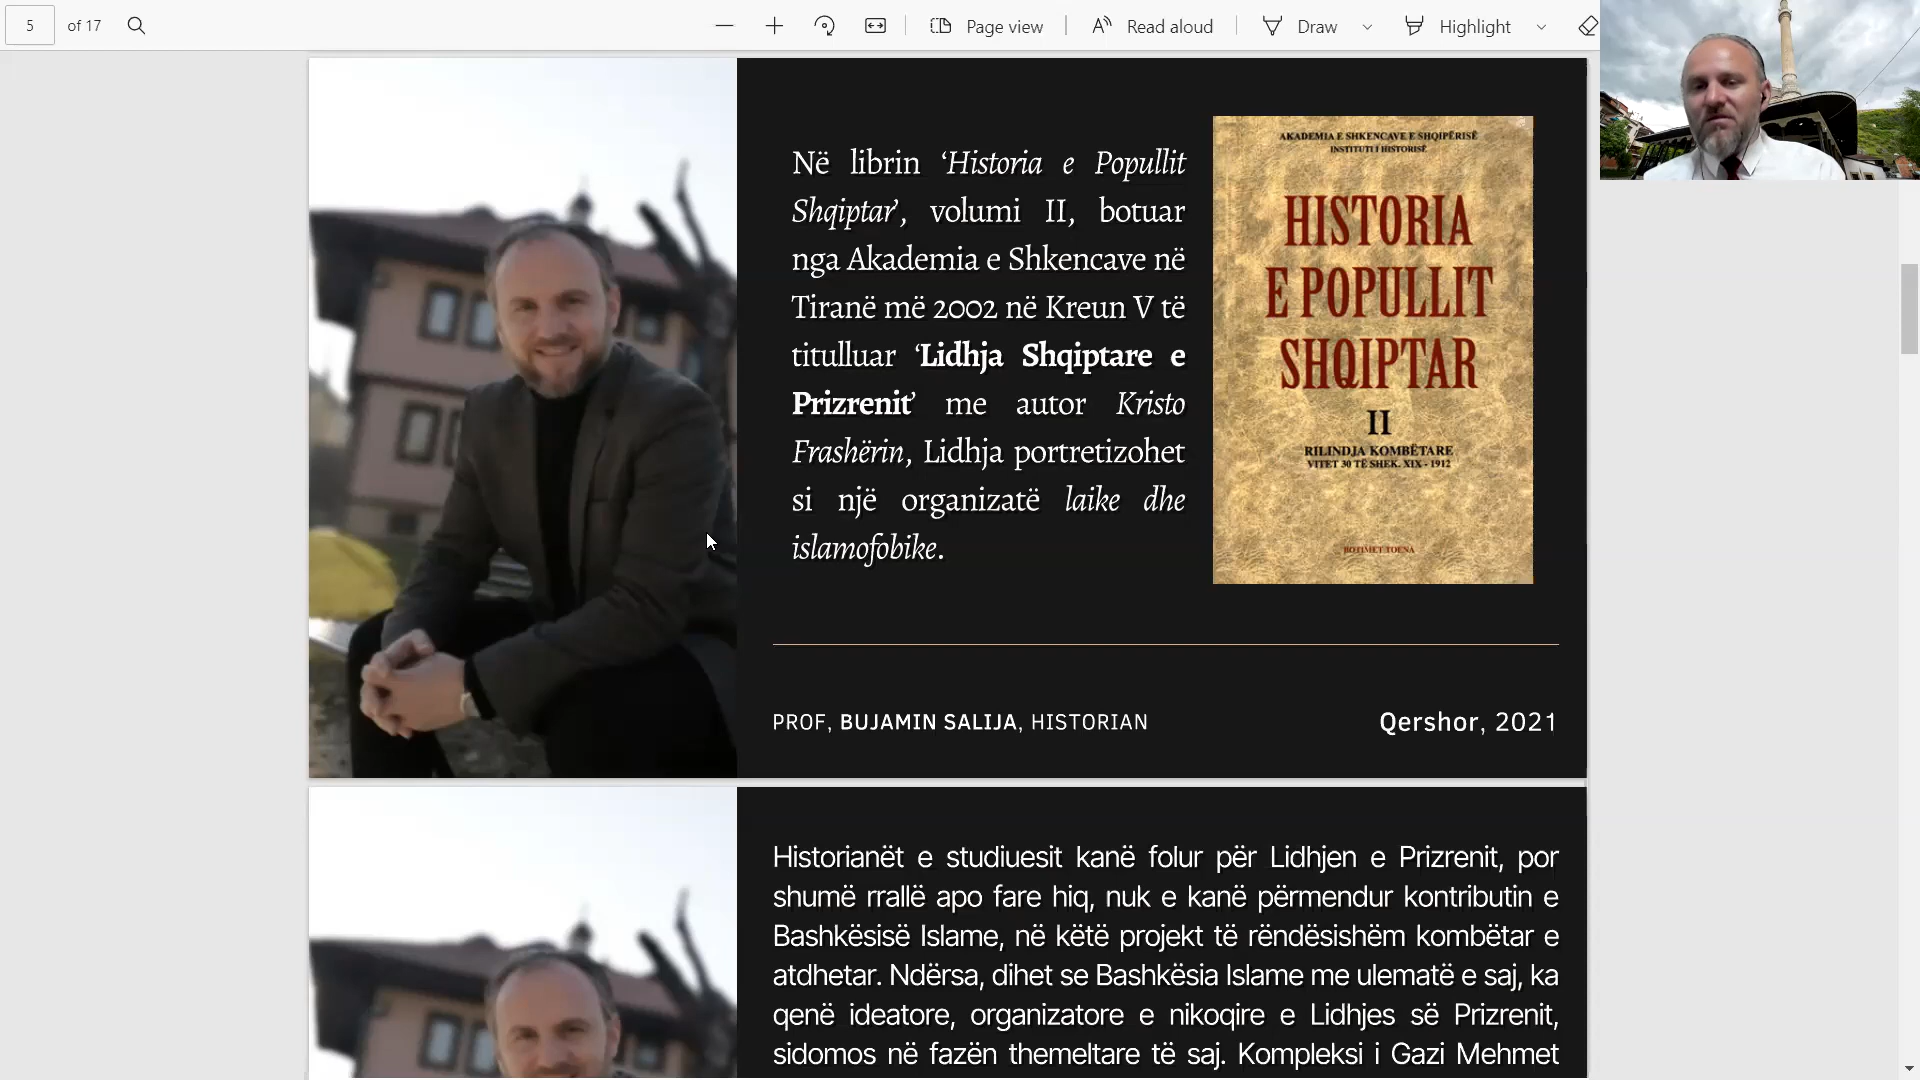 5 of 17 Page view Read aloud Draw Highlight
Në librin ‘Historia e Popullit
Shqiptar’, volumi II, botuar
nga Akademia e Shkencave në
Tiranë më 2002 në Kreun V të
titulluar ‘Lidhja Shqiptare e
Prizrenit’ me autor Kristo
Frashërin, Lidhja portretizohet
si një organizatë laike dhe
islamofobike.
AKADEMIA E SHKENCAVE E SHQIPËRISË
INSTITUTI I HISTORISË
HISTORIA
E POPULLIT
SHQIPTAR
II
RILINDJA KOMBËTARE
VITET 30 TË SHEK. XIX - 1912
BOTIMET TOENA
PROF, BUJAMIN SALIJA, HISTORIAN
Qershor, 2021
Historianët e studiuesit kanë folur për Lidhjen e Prizrenit, por
shumë rrallë apo fare hiq, nuk e kanë përmendur kontributin e
Bashkësisë Islame, në këtë projekt të rëndësishëm kombëtar e
atdhetar. Ndërsa, dihet se Bashkësia Islame me ulematë e saj, ka
qenë ideatore, organizatore e nikoqire e Lidhjes së Prizrenit,
sidomos në fazën themeltare të saj. Kompleksi i Gazi Mehmet